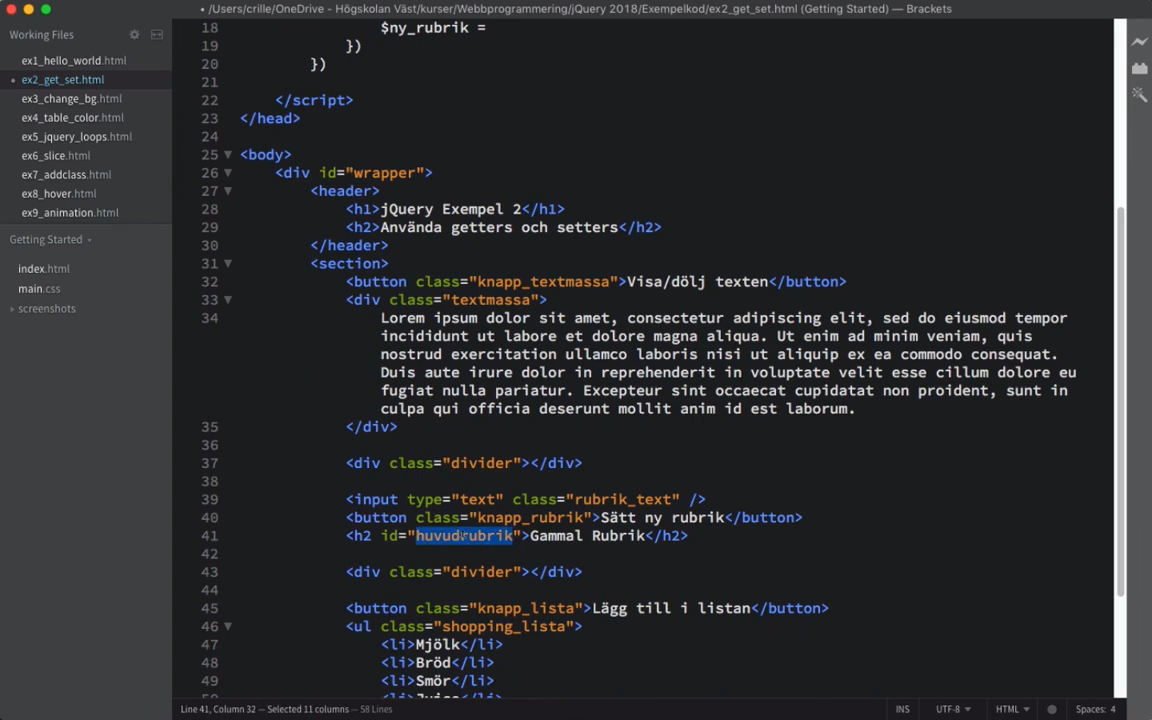 • /Users/crille/OneDrive - Högskolan Väst/kurser/Webbprogrammering/jQuery 2018/Exempelkod/ex2_get_set.html (Getting Started) — Brackets
Working Files
ex1_hello_world.html
• ex2_get_set.html
ex3_change_bg.html
ex4_table_color.html
ex5_jquery_loops.html
ex6_slice.html
ex7_addclass.html
ex8_hover.html
ex9_animation.html
Getting Started
index.html
main.css
screenshots
18 $ny_rubrik =
19 })
20 })
21
22 </script>
23 </head>
24
25 <body>
26 <div id="wrapper">
27 <header>
28 <h1>jQuery Exempel 2</h1>
29 <h2>Använda getters och setters</h2>
30 </header>
31 <section>
32 <button class="knapp_textmassa">Visa/dölj texten</button>
33 <div class="textmassa">
34 Lorem ipsum dolor sit amet, consectetur adipiscing elit, sed do eiusmod tempor
incididunt ut labore et dolore magna aliqua. Ut enim ad minim veniam, quis
nostrud exercitation ullamco laboris nisi ut aliquip ex ea commodo consequat.
Duis aute irure dolor in reprehenderit in voluptate velit esse cillum dolore eu
fugiat nulla pariatur. Excepteur sint occaecat cupidatat non proident, sunt in
culpa qui officia deserunt mollit anim id est laborum.
35 </div>
36
37 <div class="divider"></div>
38
39 <input type="text" class="rubrik_text" />
40 <button class="knapp_rubrik">Sätt ny rubrik</button>
41 <h2 id="huvudrubrik">Gammal Rubrik</h2>
42
43 <div class="divider"></div>
44
45 <button class="knapp_lista">Lägg till i listan</button>
46 <ul class="shopping_lista">
47 <li>Mjölk</li>
48 <li>Bröd</li>
49 <li>Smör</li>
Line 41, Column 32 — Selected 11 columns — 58 Lines
INS
UTF-8
HTML
Spaces: 4